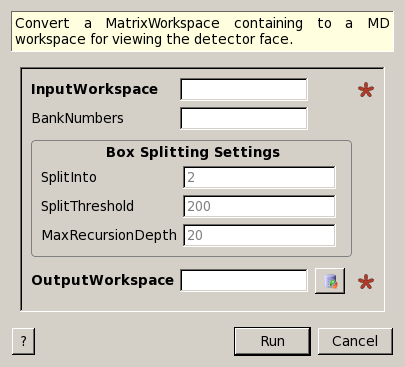 Convert a MatrixWorkspace containing to a MD
workspace for viewing the detector face.
InputWorkspace
BankNumbers
Box Splitting Settings
SplitInto 2
SplitThreshold 200
MaxRecursionDepth 20
OutputWorkspace
? Run Cancel